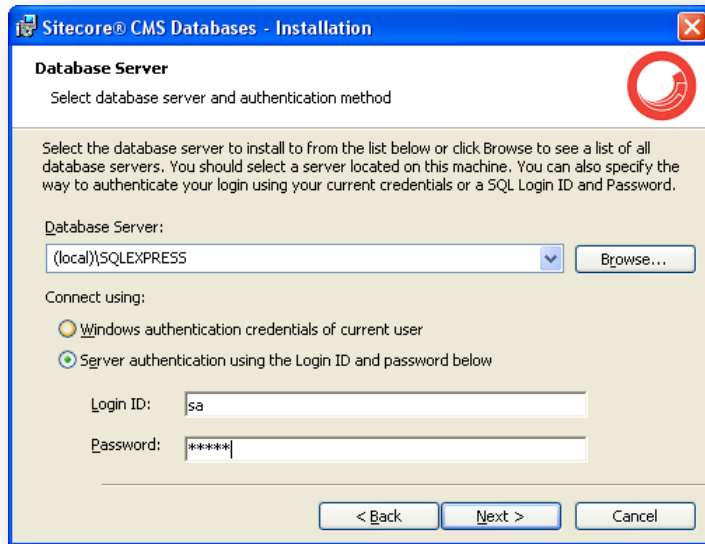 Sitecore® CMS Databases - Installation
Database Server
Select database server and authentication method
Select the database server to install to from the list below or click Browse to see a list of all
database servers. You should select a server located on this machine. You can also specify the
way to authenticate your login using your current credentials or a SQL Login ID and Password.
Database Server:
(local)\SQLEXPRESS
Browse...
Connect using:
Windows authentication credentials of current user
Server authentication using the Login ID and password below
Login ID:
sa
Password:
*****
< Back
Next >
Cancel